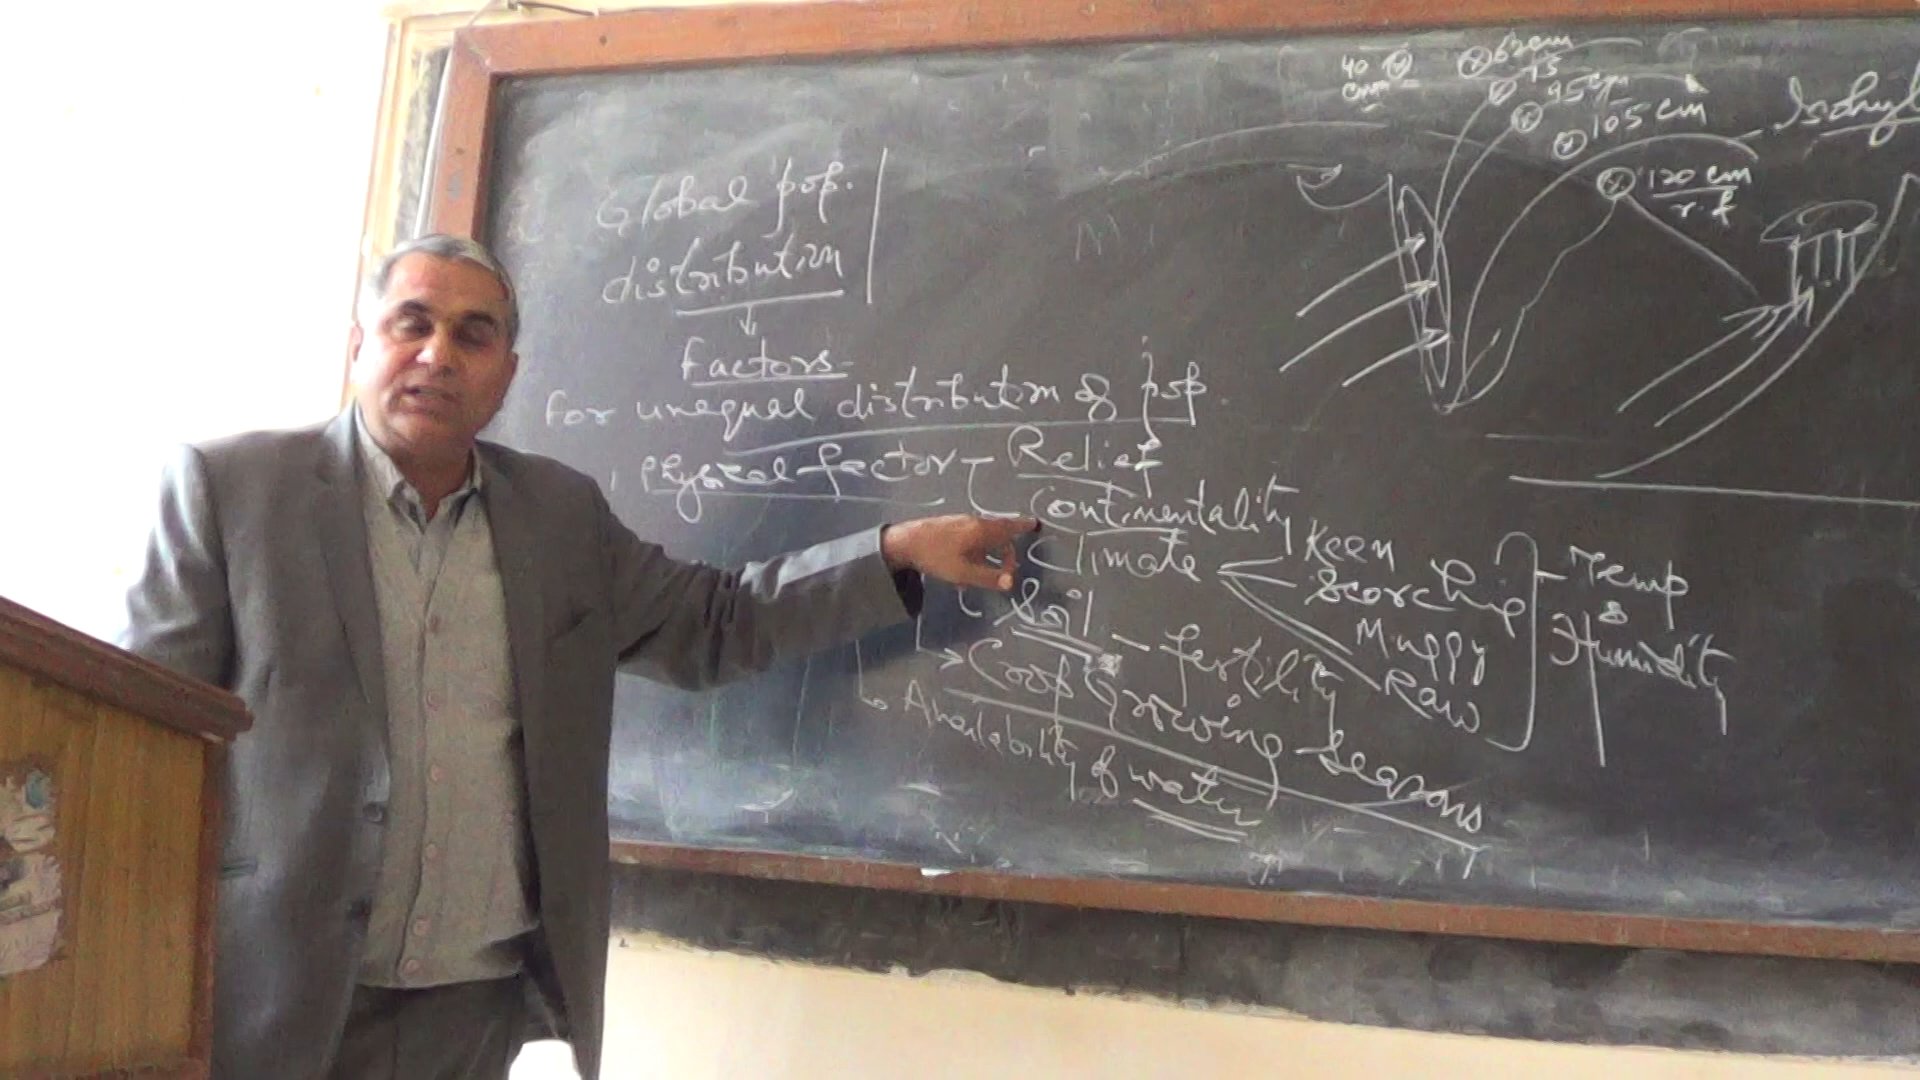 Global pop.
distribution
Factors
for unequal distribution of pop.
1 Physical factor - Relief
Continentality
Climate
Keen
Scorching
Muggy
Raw
Temp
&
Humidity
Soil - Fertility
Crop Growing Seasons
Availability of water
40
cm
62 cm
75
95 cm
105 cm
120 cm
r.f